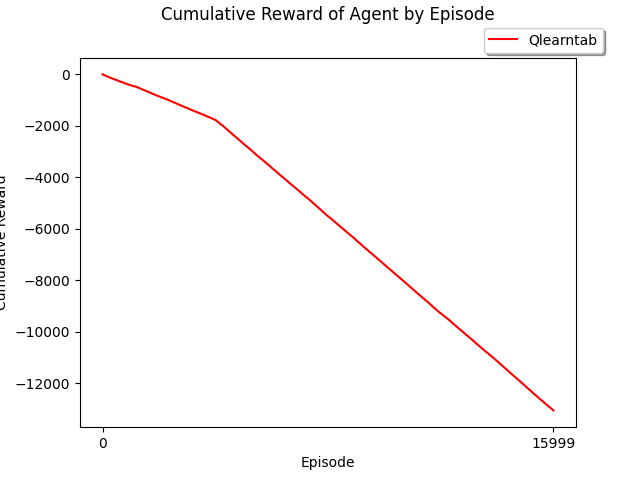 Cumulative Reward of Agent by Episode
Qlearntab
0
−2000
−4000
−6000
−8000
−10000
−12000
Cumulative Reward
0
15999
Episode